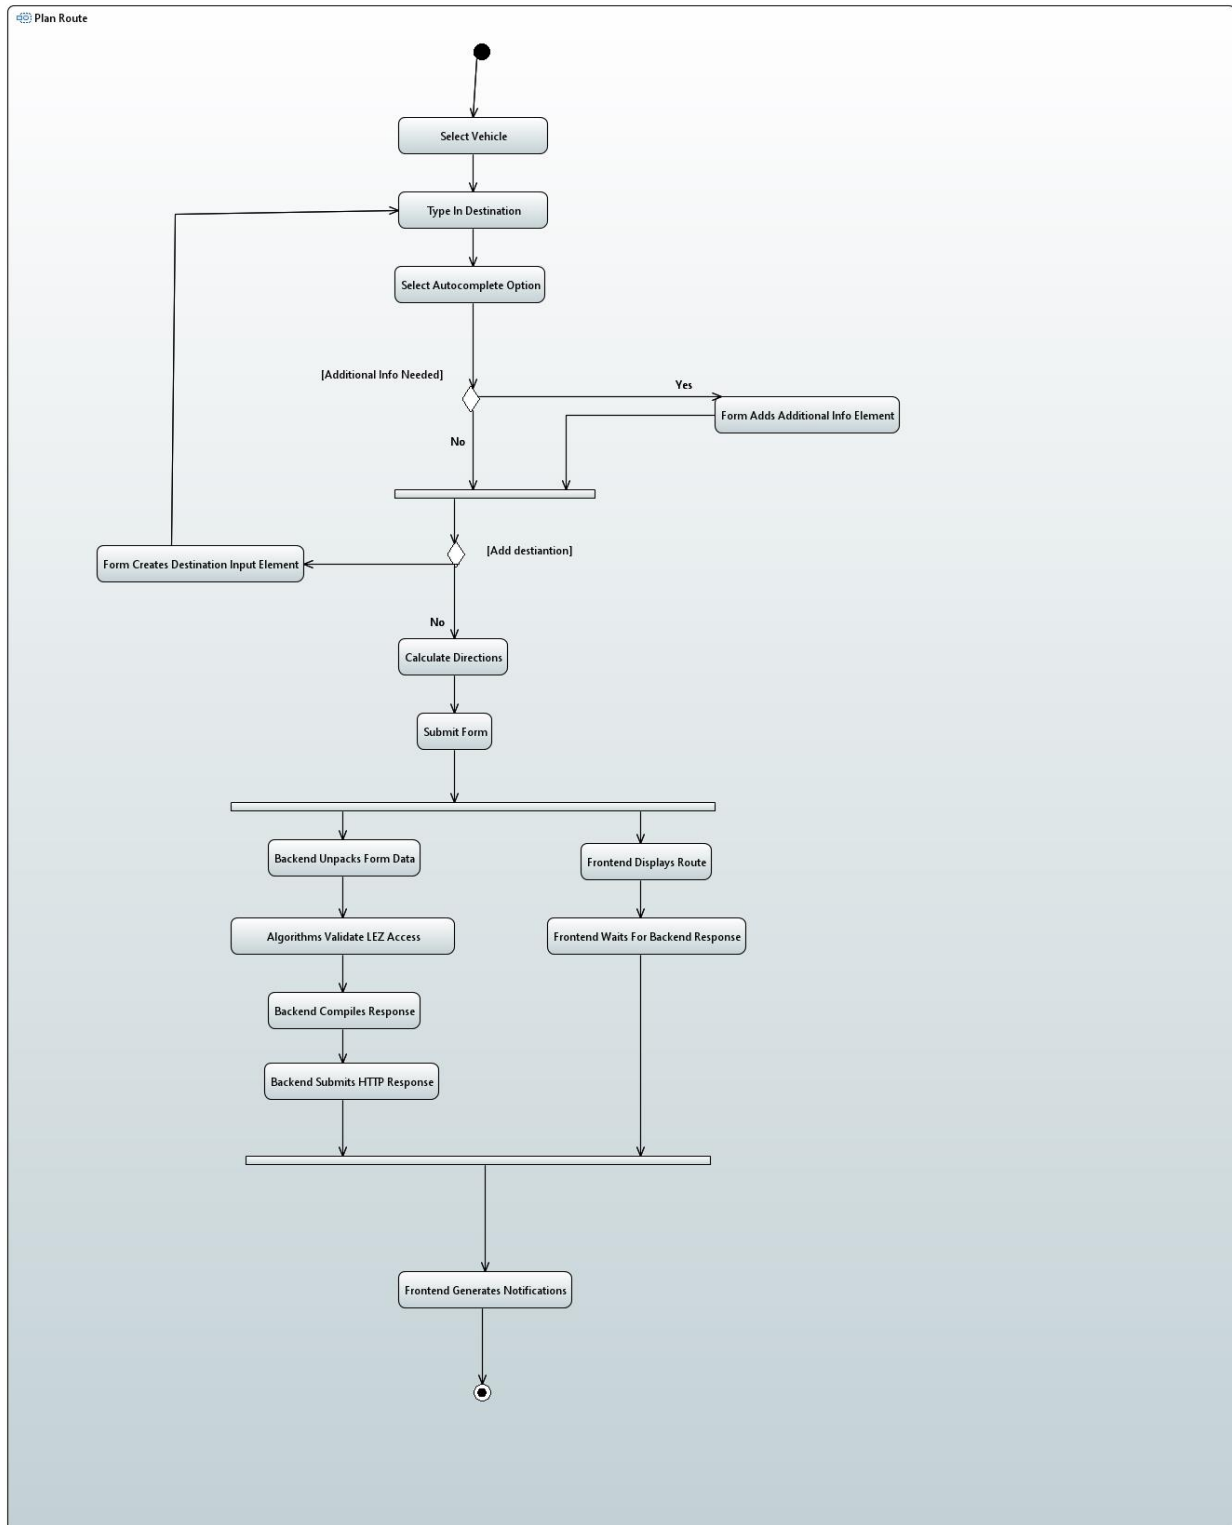 Plan Route
Select Vehicle
Type In Destination
Select Autocomplete Option
[Additional Info Needed]
Yes
Form Adds Additional Info Element
No
[Add destiantion]
Form Creates Destination Input Element
No
Calculate Directions
Submit Form
Backend Unpacks Form Data
Frontend Displays Route
Algorithms Validate LEZ Access
Frontend Waits For Backend Response
Backend Compiles Response
Backend Submits HTTP Response
Frontend Generates Notifications